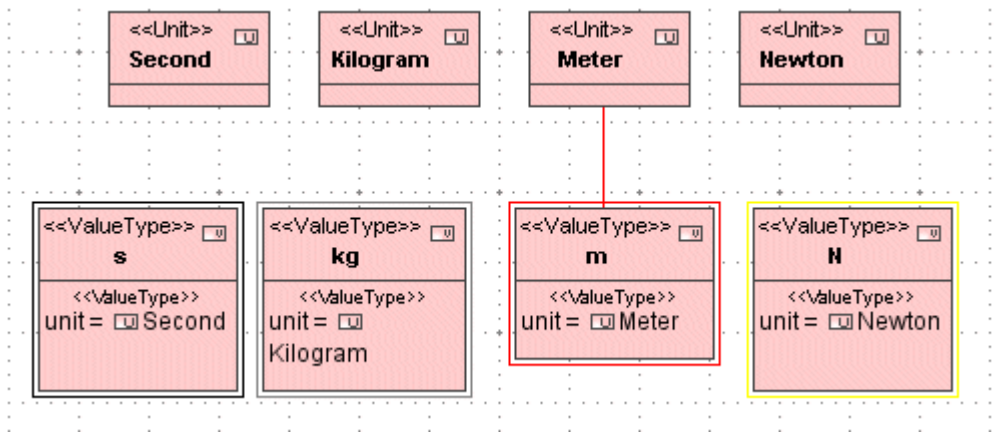 <<Unit>>
Second
<<Unit>>
Kilogram
<<Unit>>
Meter
<<Unit>>
Newton
<<ValueType>>
s
<<ValueType>>
unit = Second
<<ValueType>>
kg
<<ValueType>>
unit =
Kilogram
<<ValueType>>
m
<<ValueType>>
unit = Meter
<<ValueType>>
N
<<ValueType>>
unit = Newton